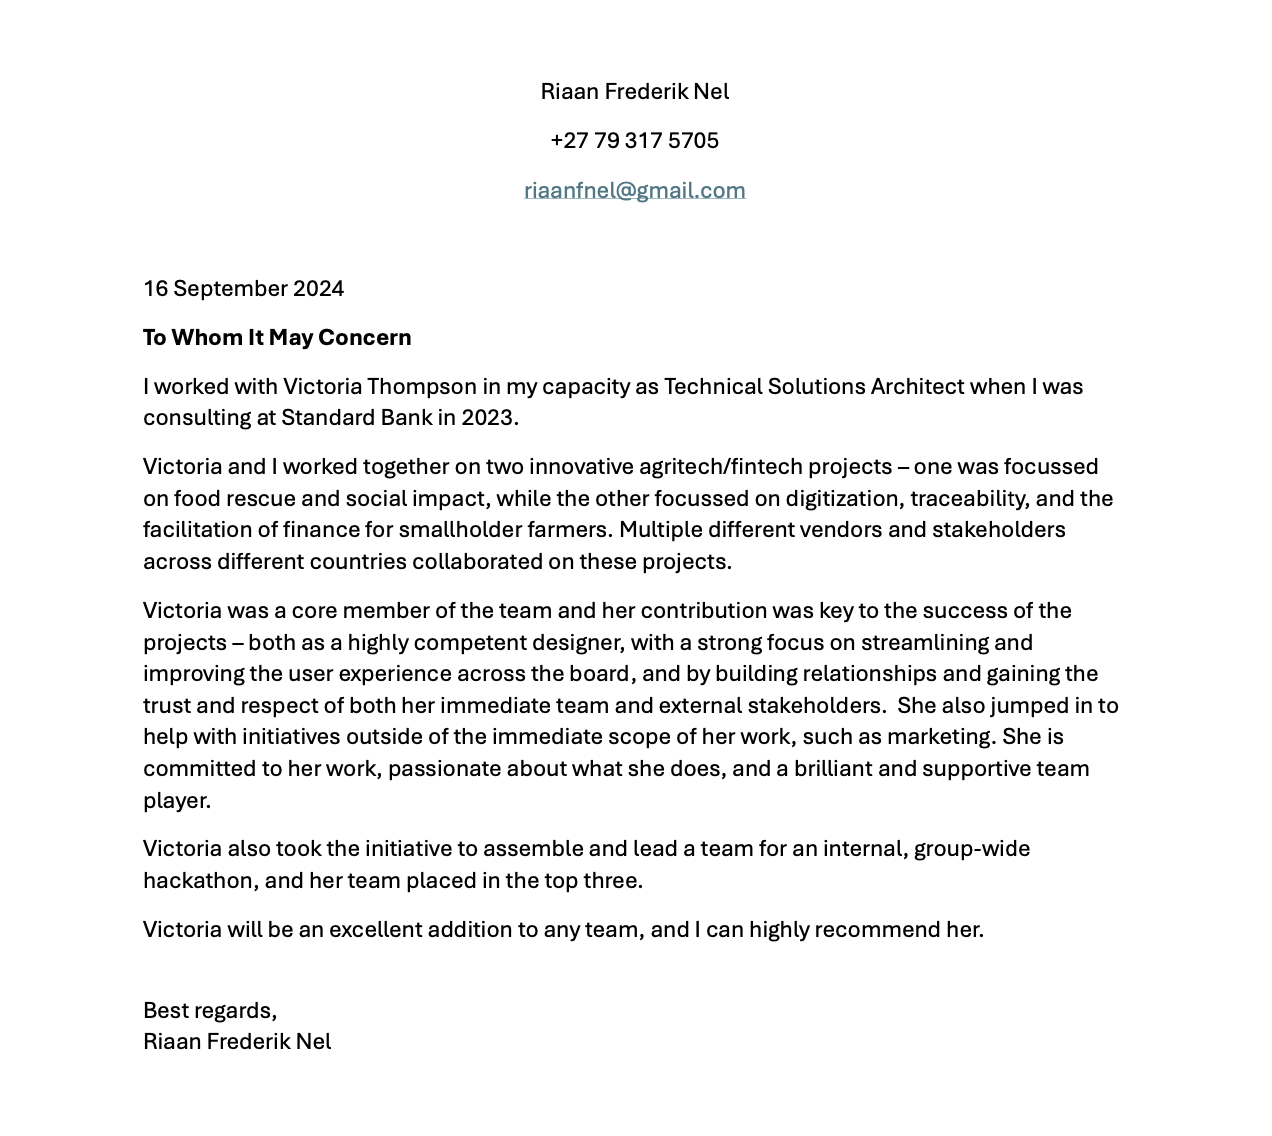 Riaan Frederik Nel
+27 79 317 5705
riaanfnel@gmail.com
16 September 2024
To Whom It May Concern
I worked with Victoria Thompson in my capacity as Technical Solutions Architect when I was
consulting at Standard Bank in 2023.
Victoria and I worked together on two innovative agritech/fintech projects – one was focussed
on food rescue and social impact, while the other focussed on digitization, traceability, and the
facilitation of finance for smallholder farmers. Multiple different vendors and stakeholders
across different countries collaborated on these projects.
Victoria was a core member of the team and her contribution was key to the success of the
projects – both as a highly competent designer, with a strong focus on streamlining and
improving the user experience across the board, and by building relationships and gaining the
trust and respect of both her immediate team and external stakeholders.  She also jumped in to
help with initiatives outside of the immediate scope of her work, such as marketing. She is
committed to her work, passionate about what she does, and a brilliant and supportive team
player.
Victoria also took the initiative to assemble and lead a team for an internal, group-wide
hackathon, and her team placed in the top three.
Victoria will be an excellent addition to any team, and I can highly recommend her.
Best regards,
Riaan Frederik Nel